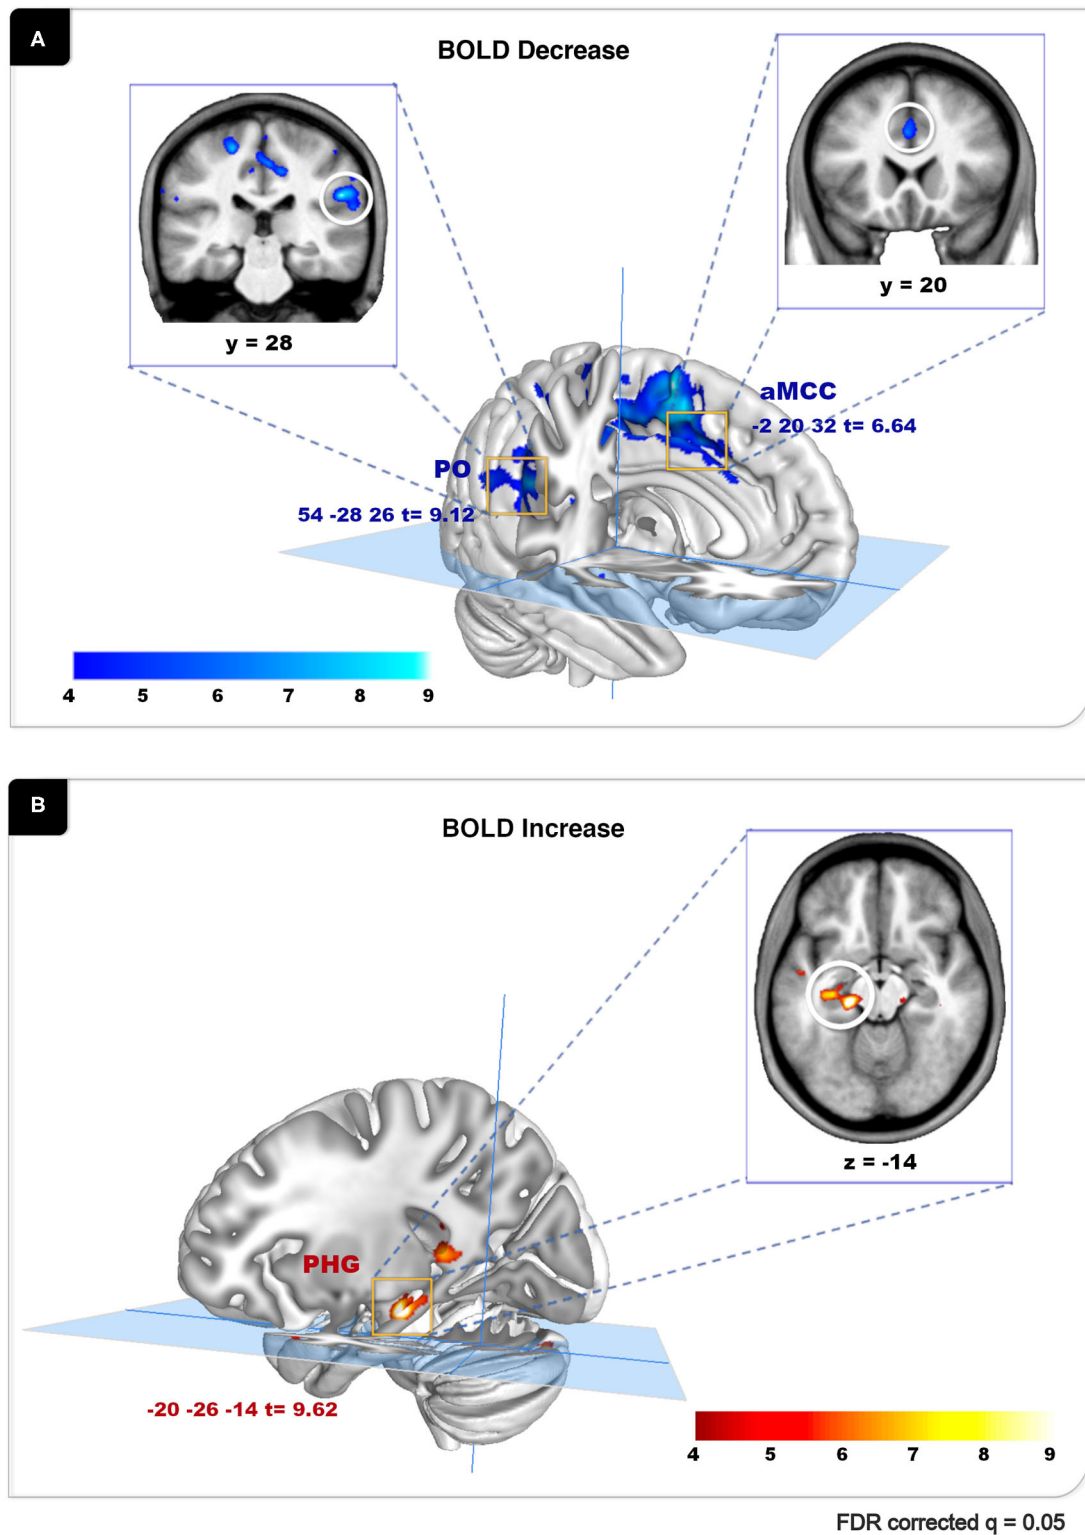 A
BOLD Decrease
y = 28
y = 20
aMCC
-2 20 32 t= 6.64
PO
54 -28 26 t= 9.12
4 5 6 7 8 9
B
BOLD Increase
z = -14
PHG
-20 -26 -14 t= 9.62
4 5 6 7 8 9
FDR corrected q = 0.05